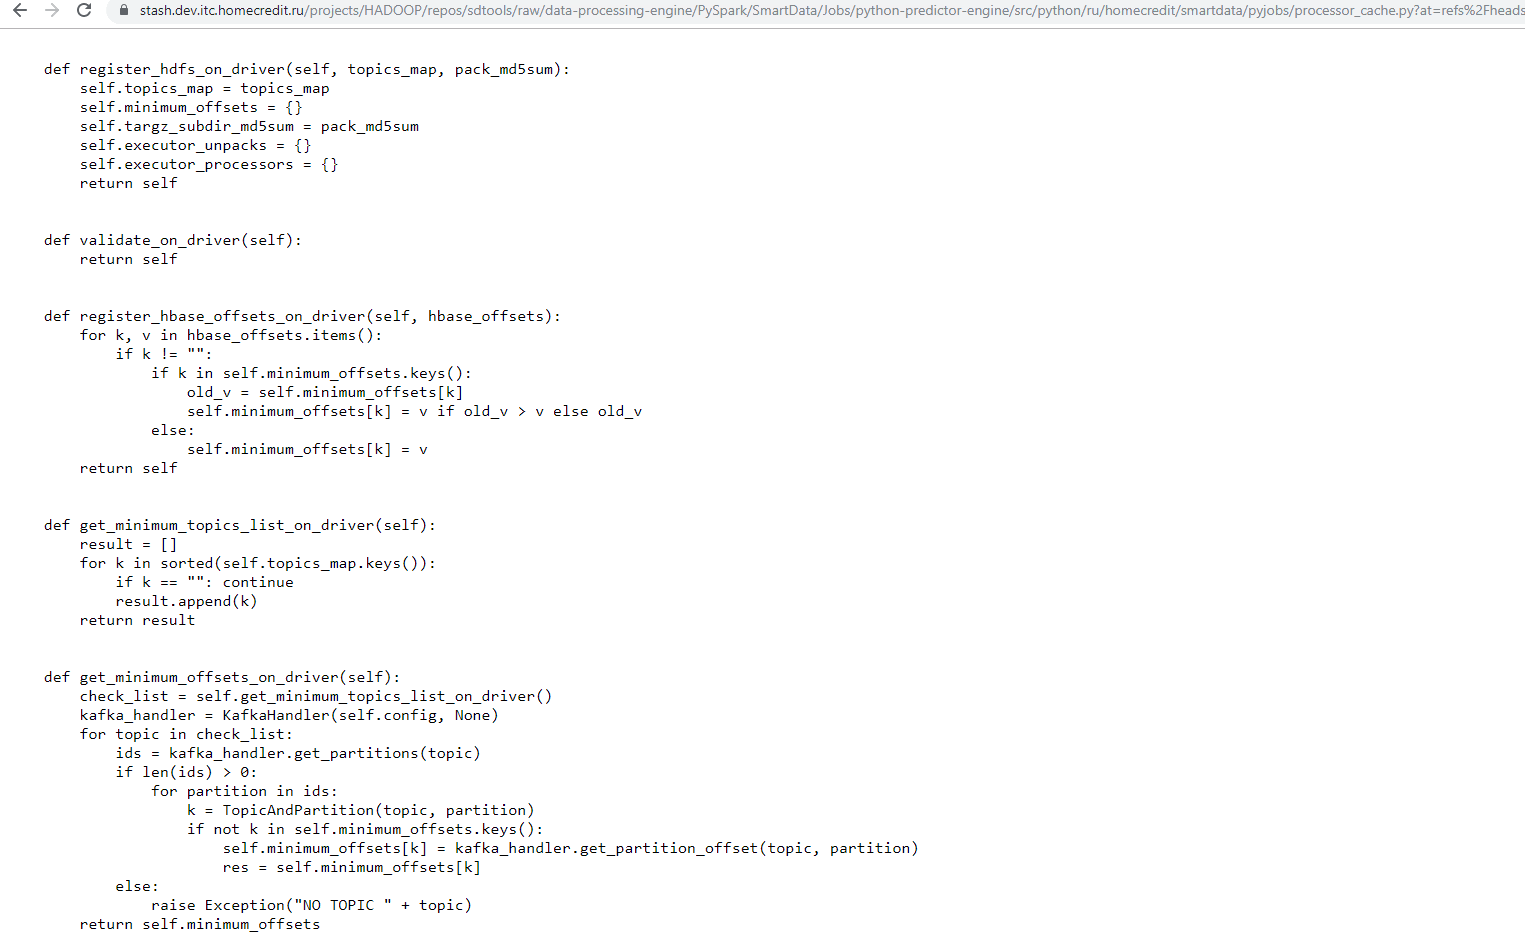 stash.dev.itc.homecredit.ru/projects/HADOOP/repos/sdtools/raw/data-processing-engine/PySpark/SmartData/Jobs/python-predictor-engine/src/python/ru/homecredit/smartdata/pyjobs/processor_cache.py?at=refs%2Fheads
def register_hdfs_on_driver(self, topics_map, pack_md5sum):
    self.topics_map = topics_map
    self.minimum_offsets = {}
    self.targz_subdir_md5sum = pack_md5sum
    self.executor_unpacks = {}
    self.executor_processors = {}
    return self
def validate_on_driver(self):
    return self
def register_hbase_offsets_on_driver(self, hbase_offsets):
    for k, v in hbase_offsets.items():
        if k != "":
            if k in self.minimum_offsets.keys():
                old_v = self.minimum_offsets[k]
                self.minimum_offsets[k] = v if old_v > v else old_v
            else:
                self.minimum_offsets[k] = v
    return self
def get_minimum_topics_list_on_driver(self):
    result = []
    for k in sorted(self.topics_map.keys()):
        if k == "": continue
        result.append(k)
    return result
def get_minimum_offsets_on_driver(self):
    check_list = self.get_minimum_topics_list_on_driver()
    kafka_handler = KafkaHandler(self.config, None)
    for topic in check_list:
        ids = kafka_handler.get_partitions(topic)
        if len(ids) > 0:
            for partition in ids:
                k = TopicAndPartition(topic, partition)
                if not k in self.minimum_offsets.keys():
                    self.minimum_offsets[k] = kafka_handler.get_partition_offset(topic, partition)
                    res = self.minimum_offsets[k]
        else:
            raise Exception("NO TOPIC " + topic)
    return self.minimum_offsets